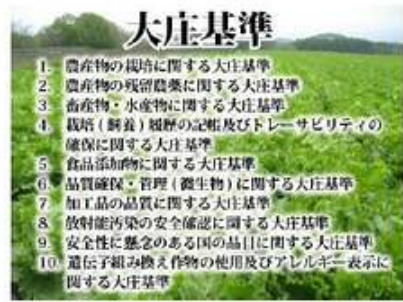 大庄基準
1. 農産物の栽培に関する大庄基準
2. 農産物の残留農薬に関する大庄基準
3. 畜産物・水産物に関する大庄基準
4. 栽培(飼養)履歴の記帳及びトレーサビリティの
確保に関する大庄基準
5. 食品添加物に関する大庄基準
6. 品質確保・管理(微生物)に関する大庄基準
7. 加工品の品質に関する大庄基準
8. 放射能汚染の安全確認に関する大庄基準
9. 安全性に懸念のある国の品目に関する大庄基準
10. 遺伝子組み換え作物の使用及びアレルギー表示に
関する大庄基準